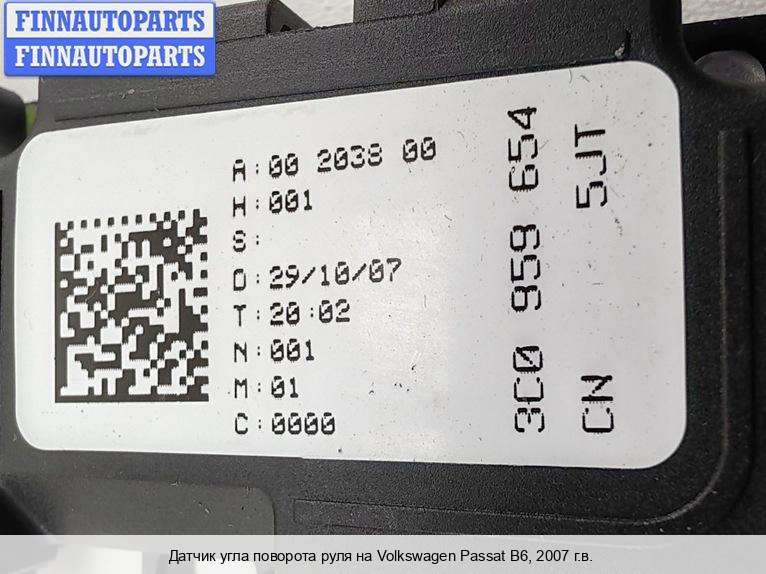 FINNAUTOPARTS
FINNAUTOPARTS
A:00 2038 00
H:001
S:
D:29/10/07
T:20:02
N:001
M:01
C:0000
3C0 959 654
CN 5JT
Датчик угла поворота руля на Volkswagen Passat B6, 2007 г.в.